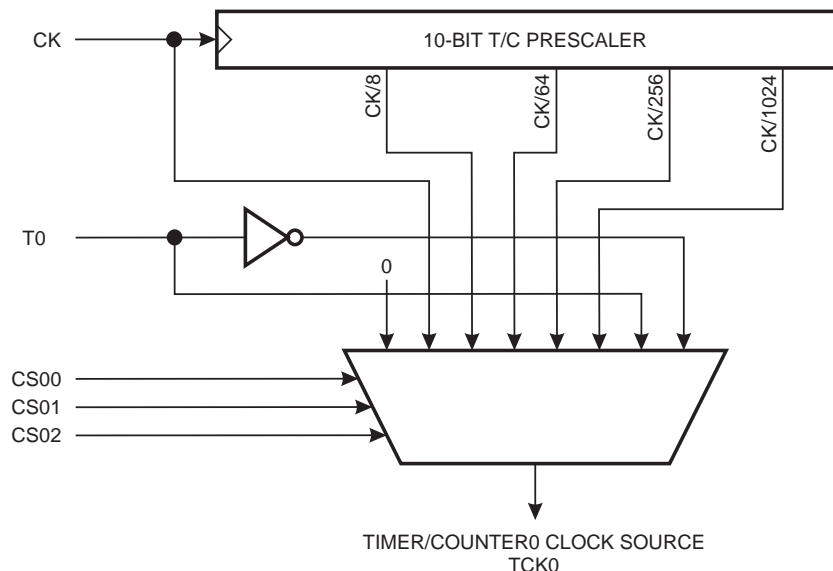 CK
10-BIT T/C PRESCALER
CK/8
CK/64
CK/256
CK/1024
T0
0
CS00
CS01
CS02
TIMER/COUNTER0 CLOCK SOURCE
TCK0